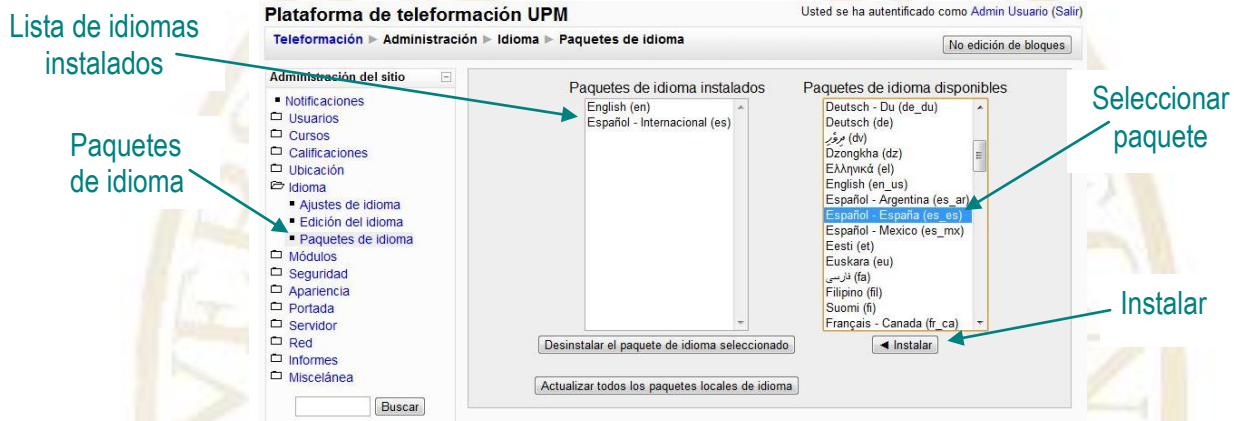 Plataforma de teleformación UPM
Usted se ha autentificado como Admin Usuario (Salir)
Teleformación ► Administración ► Idioma ► Paquetes de idioma
No edición de bloques
Lista de idiomas
instalados
Paquetes
de idioma
Administración del sitio
Notificaciones
Usuarios
Cursos
Calificaciones
Ubicación
Idioma
Ajustes de idioma
Edición del idioma
Paquetes de idioma
Módulos
Seguridad
Apariencia
Portada
Servidor
Red
Informes
Miscelánea
Buscar
Paquetes de idioma instalados
English (en)
Español - Internacional (es)
Desinstalar el paquete de idioma seleccionado
Actualizar todos los paquetes locales de idioma
Paquetes de idioma disponibles
Deutsch - Du (de_du)
Deutsch (de)
(dv)
Dzongkha (dz)
Ελληνικά (el)
English (en_us)
Español - Argentina (es_ar)
Español - España (es_es)
Español - Mexico (es_mx)
Eesti (et)
Euskara (eu)
فارسی (fa)
Filipino (fil)
Suomi (fi)
Français - Canada (fr_ca)
◄ Instalar
Seleccionar
paquete
Instalar